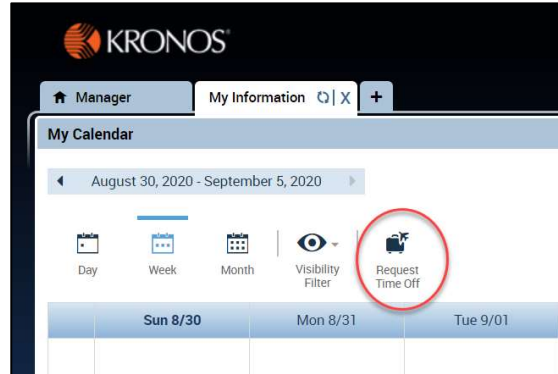 KRONOS
Manager
My Information X +
My Calendar
August 30, 2020 - September 5, 2020
Day
Week
Month
Visibility
Filter
Request
Time Off
Sun 8/30
Mon 8/31
Tue 9/01